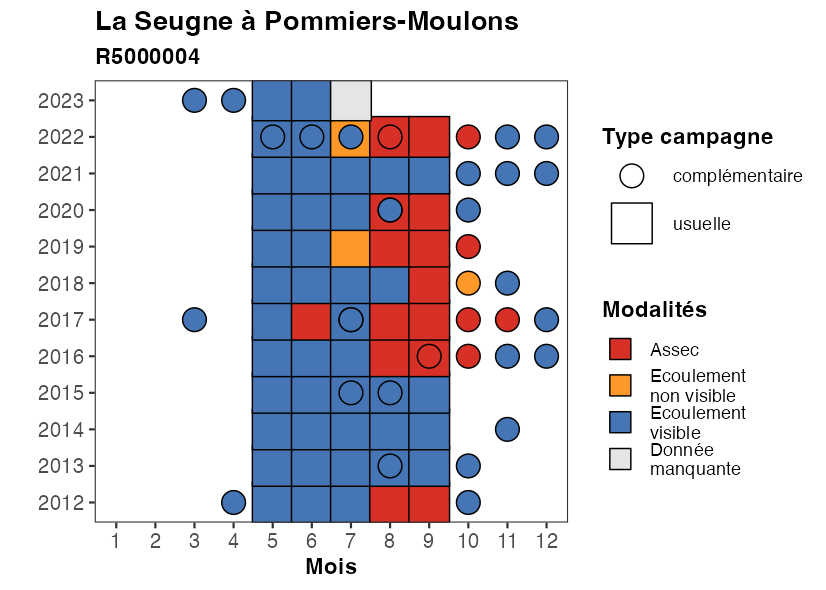 La Seugne à Pommiers-Moulons
R5000004
2023
2022
2021
2020
2019
2018
2017
2016
2015
2014
2013
2012
1 2 3 4 5 6 7 8 9 10 11 12
Mois
Type campagne
complémentaire
usuelle
Modalités
Assec
Ecoulement
non visible
Ecoulement
visible
Donnée
manquante